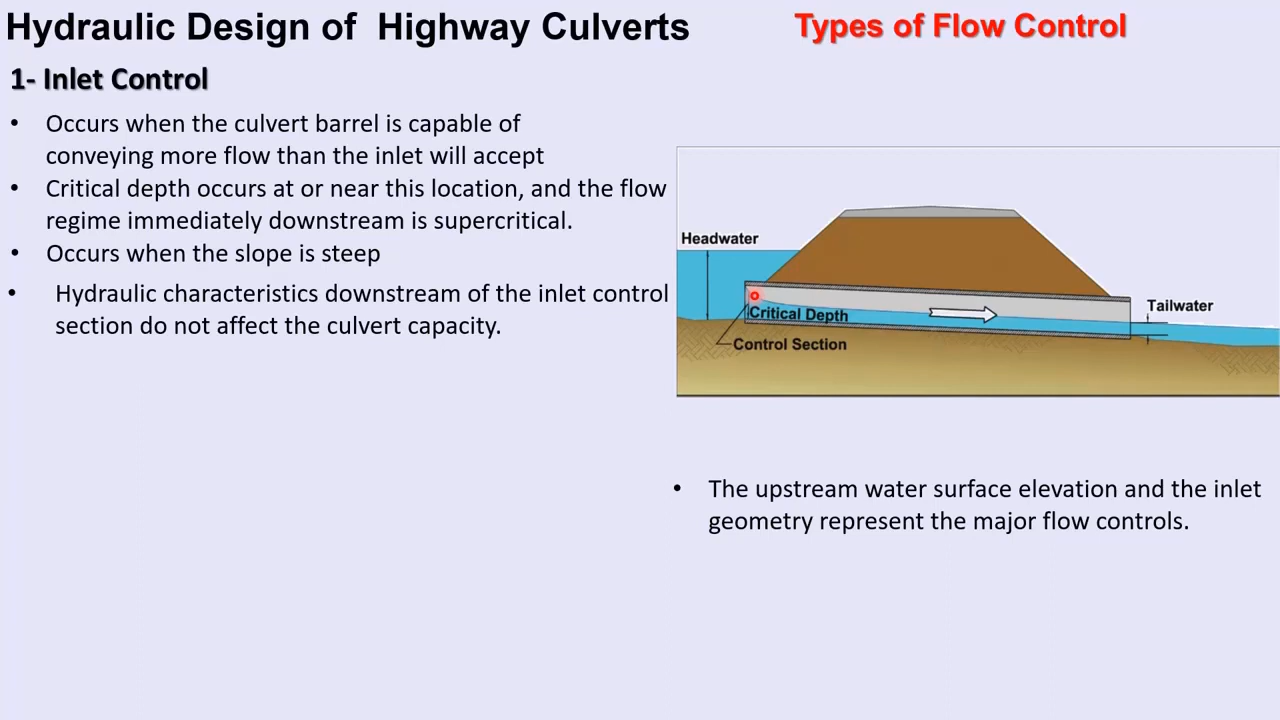 Hydraulic Design of Highway Culverts
Types of Flow Control
1- Inlet Control
• Occurs when the culvert barrel is capable of
conveying more flow than the inlet will accept
• Critical depth occurs at or near this location, and the flow
regime immediately downstream is supercritical.
• Occurs when the slope is steep
• Hydraulic characteristics downstream of the inlet control
section do not affect the culvert capacity.
Headwater
Critical Depth
Control Section
Tailwater
• The upstream water surface elevation and the inlet
geometry represent the major flow controls.